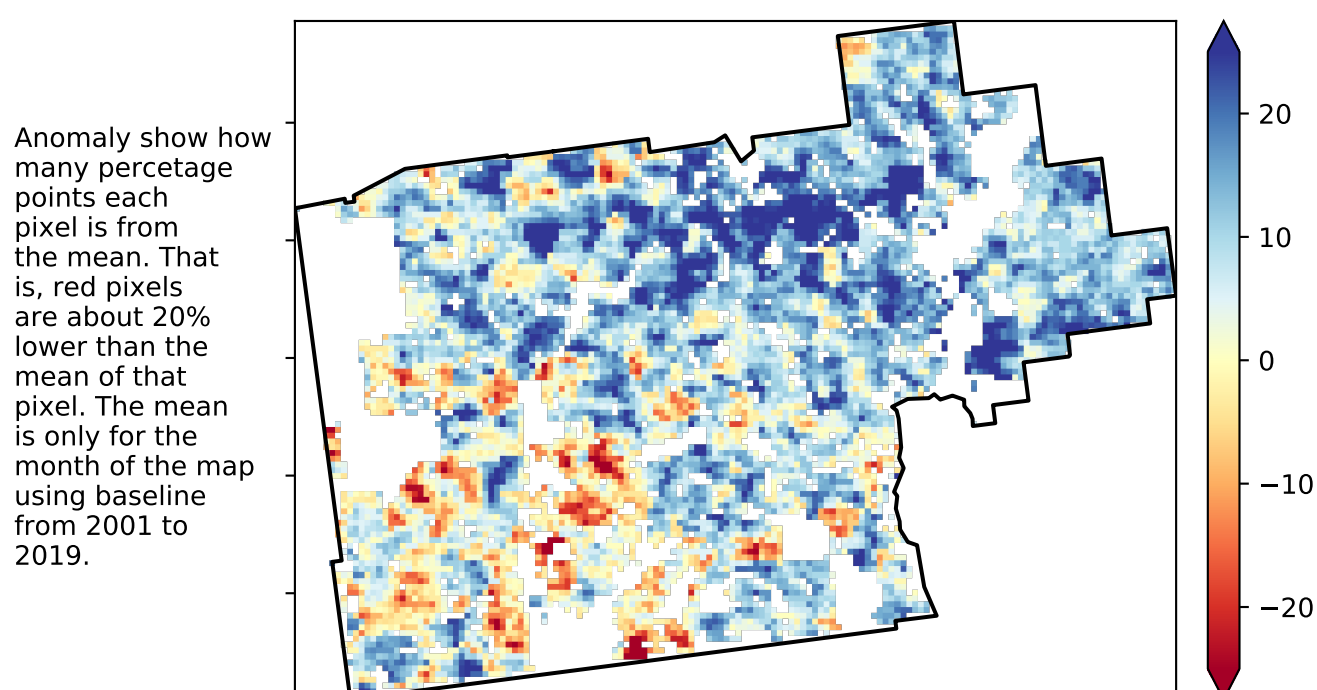 Anomaly show how
many percetage
points each
pixel is from
the mean. That
is, red pixels
are about 20%
lower than the
mean of that
pixel. The mean
is only for the
month of the map
using baseline
from 2001 to
2019.
20
10
0
−10
−20